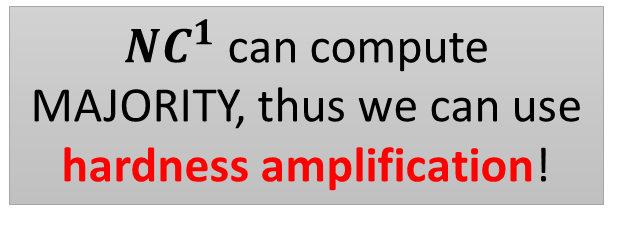 NC¹ can compute
MAJORITY, thus we can use
hardness amplification!